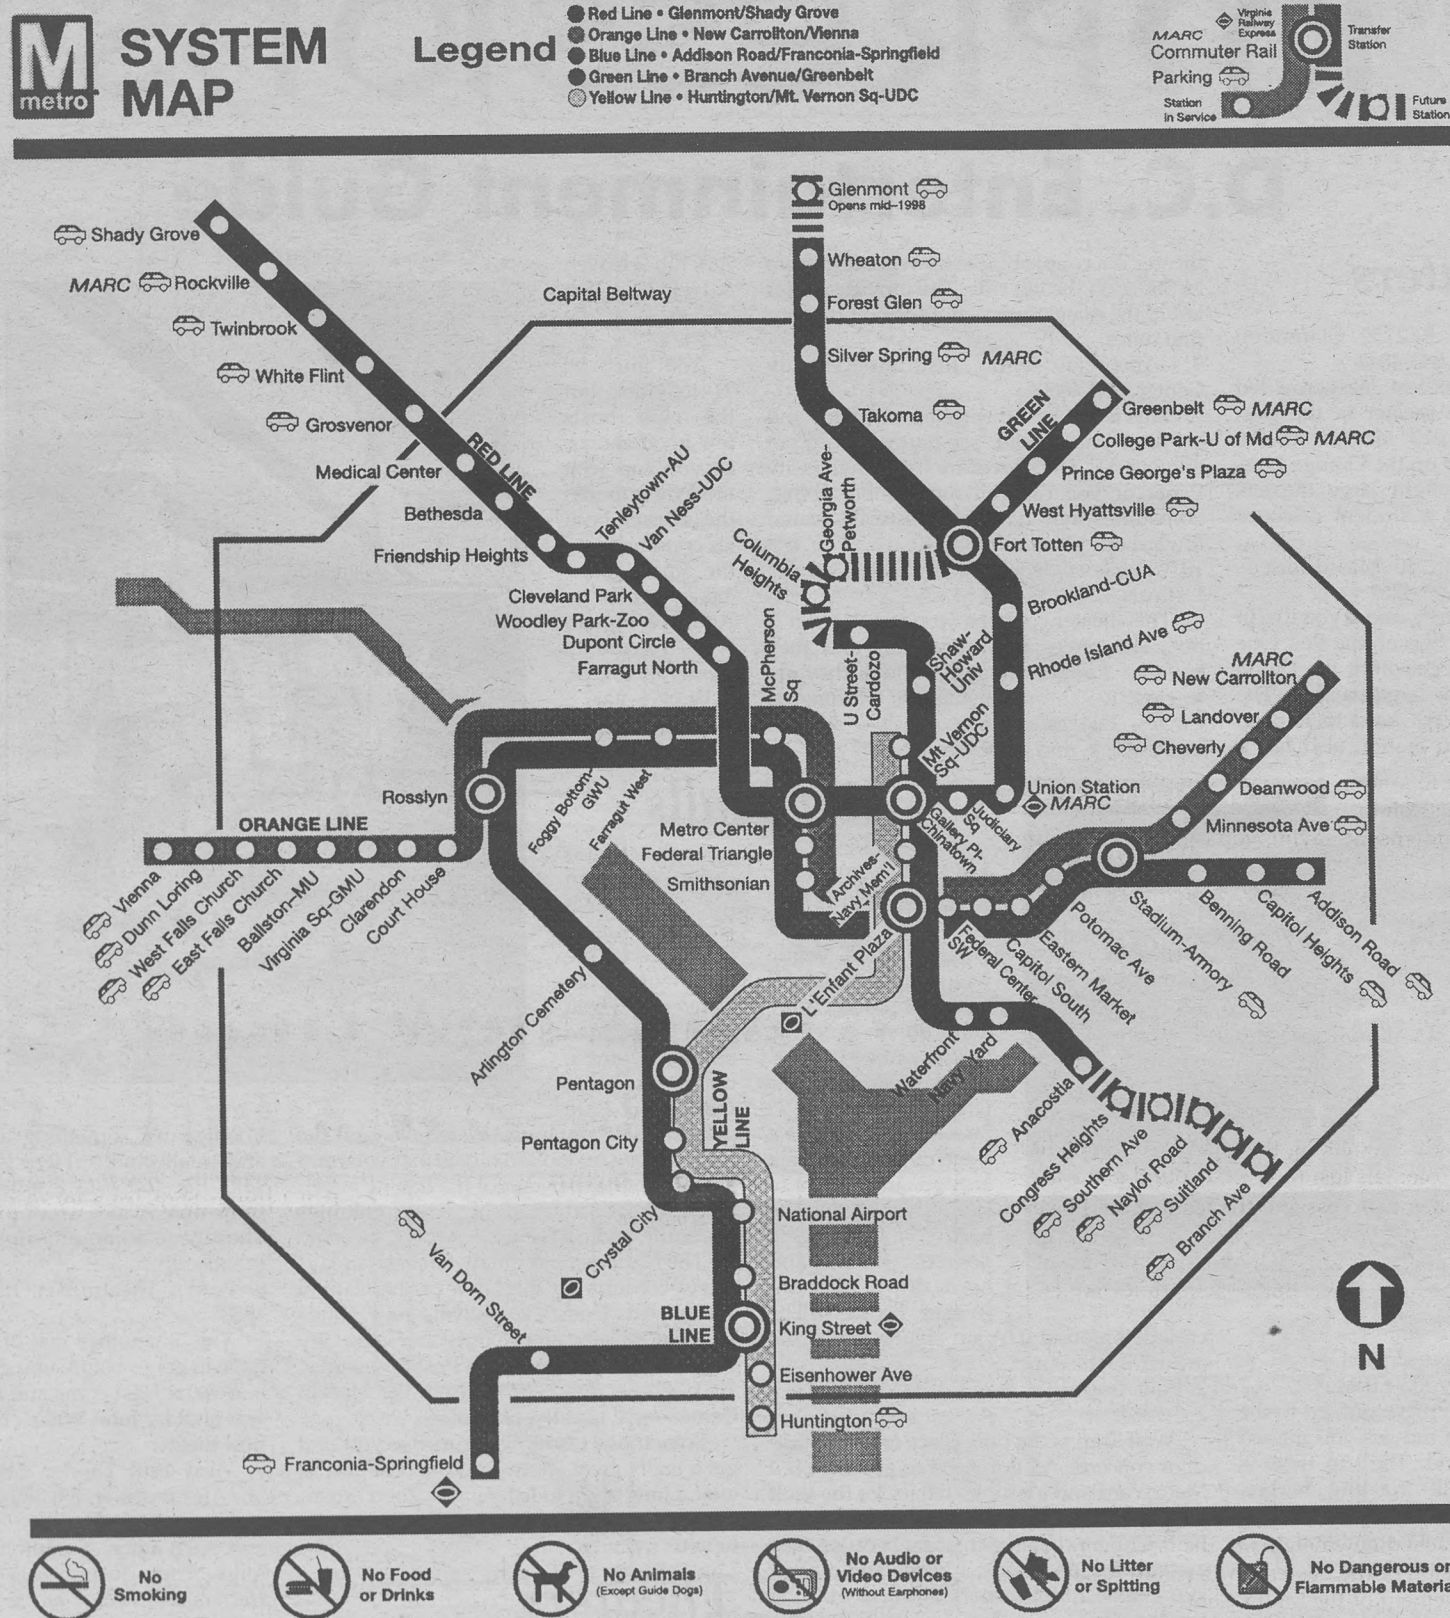 M
metro
SYSTEM
MAP
Legend
Red Line • Glenmont/Shady Grove
Orange Line • New Carrollton/Vienna
Blue Line • Addison Road/Franconia-Springfield
Green Line • Branch Avenue/Greenbelt
Yellow Line • Huntington/Mt. Vernon Sq-UDC
Virginia
Railway
Express
MARC
Commuter Rail
Parking
Station
in Service
Transfer
Station
Future
Station
Glenmont
Opens mid-1998
Wheaton
Forest Glen
Silver Spring MARC
Takoma
Shady Grove
MARC Rockville
Twinbrook
White Flint
Grosvenor
Medical Center
Bethesda
Friendship Heights
RED LINE
Capital Beltway
Tenleytown-AU
Van Ness-UDC
Cleveland Park
Woodley Park-Zoo
Dupont Circle
Farragut North
GREEN
LINE
Greenbelt MARC
College Park-U of Md MARC
Prince George's Plaza
West Hyattsville
Fort Totten
Georgia Ave-
Petworth
Columbia
Heights
Brookland-CUA
Rhode Island Ave
McPherson
Sq
U Street-
Cardozo
Shaw-
Howard
Univ
Mt Vernon
Sq-UDC
MARC
New Carrollton
Landover
Cheverly
Deanwood
Minnesota Ave
Union Station
MARC
Judiciary
Sq
Gallery Pl-
Chinatown
Rosslyn
ORANGE LINE
Foggy Bottom-
GWU
Farragut West
Metro Center
Federal Triangle
Smithsonian
Archives-
Navy Mem'l
Vienna
Dunn Loring
West Falls Church
East Falls Church
Ballston-MU
Virginia Sq-GMU
Clarendon
Court House
L'Enfant Plaza
Federal Center
SW
Capitol South
Eastern Market
Potomac Ave
Stadium-Armory
Benning Road
Capitol Heights
Addison Road
Arlington Cemetery
Pentagon
Pentagon City
YELLOW
LINE
Waterfront
Navy Yard
Anacostia
Congress Heights
Southern Ave
Naylor Road
Suitland
Branch Ave
Crystal City
National Airport
Braddock Road
King Street
Eisenhower Ave
Huntington
BLUE
LINE
Van Dorn Street
Franconia-Springfield
N
No
Smoking
No Food
or Drinks
No Animals
(Except Guide Dogs)
No Audio or
Video Devices
(Without Earphones)
No Litter
or Spitting
No Dangerous or
Flammable Materia